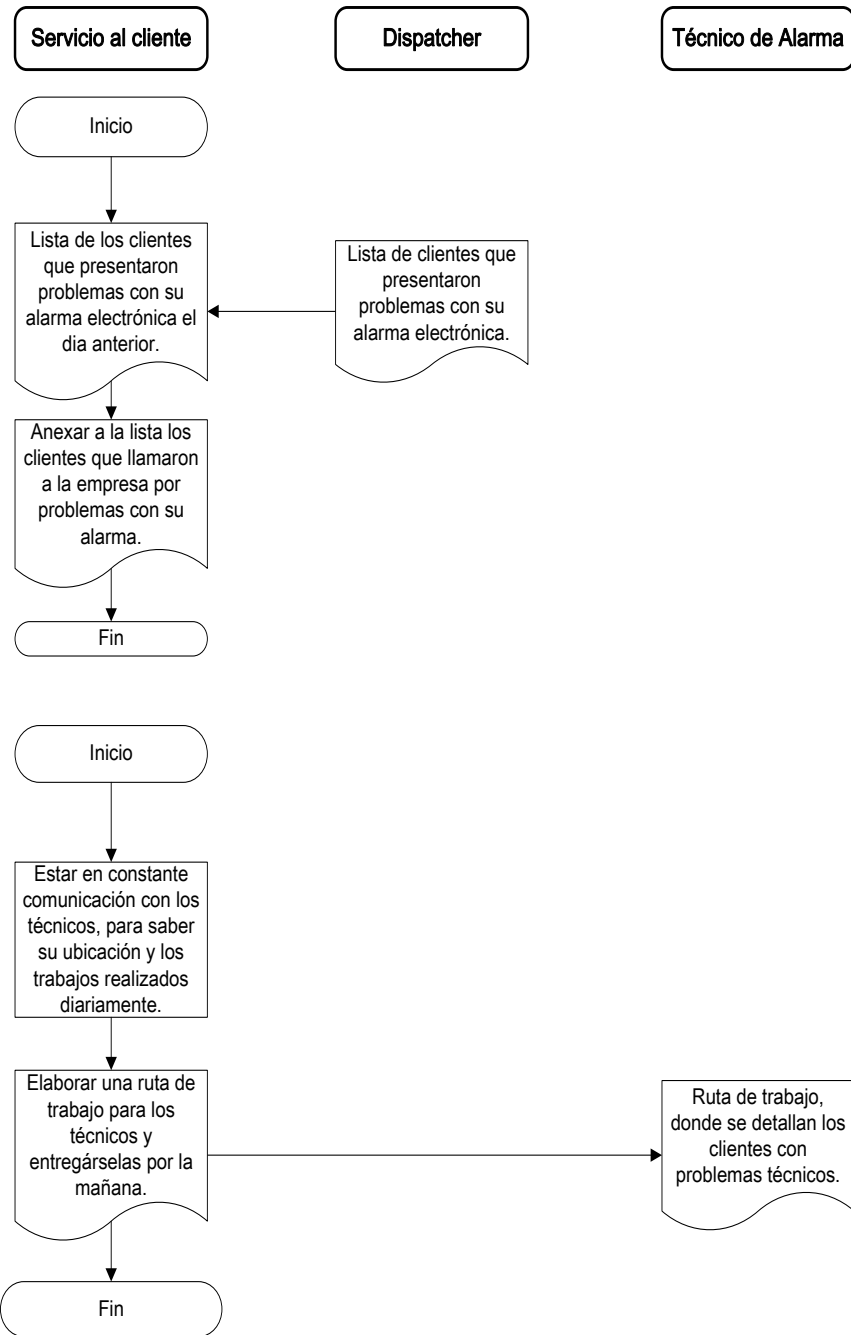 Servicio al cliente
Dispatcher
Técnico de Alarma
Inicio
Lista de los clientes
que presentaron
problemas con su
alarma electrónica el
dia anterior.
Lista de clientes que
presentaron
problemas con su
alarma electrónica.
Anexar a la lista los
clientes que llamaron
a la empresa por
problemas con su
alarma.
Fin
Inicio
Estar en constante
comunicación con los
técnicos, para saber
su ubicación y los
trabajos realizados
diariamente.
Elaborar una ruta de
trabajo para los
técnicos y
entregárselas por la
mañana.
Ruta de trabajo,
donde se detallan los
clientes con
problemas técnicos.
Fin